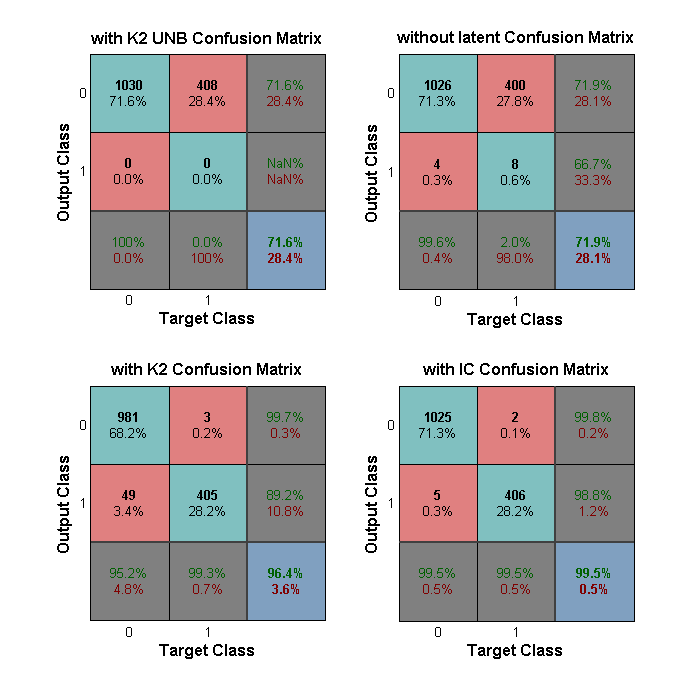 with K2 UNB Confusion Matrix
1030 408 71.6%
0
71.6% 28.4% 28.4%
0 0 NaN%
1
0.0% 0.0% NaN%
100% 0.0% 71.6%
0.0% 100% 28.4%
0 1
Target Class
Output Class
without latent Confusion Matrix
1026 400 71.9%
0
71.3% 27.8% 28.1%
4 8 66.7%
1
0.3% 0.6% 33.3%
99.6% 2.0% 71.9%
0.4% 98.0% 28.1%
0 1
Target Class
Output Class
with K2 Confusion Matrix
981 3 99.7%
0
68.2% 0.2% 0.3%
49 405 89.2%
1
3.4% 28.2% 10.8%
95.2% 99.3% 96.4%
4.8% 0.7% 3.6%
0 1
Target Class
Output Class
with IC Confusion Matrix
1025 2 99.8%
0
71.3% 0.1% 0.2%
5 406 98.8%
1
0.3% 28.2% 1.2%
99.5% 99.5% 99.5%
0.5% 0.5% 0.5%
0 1
Target Class
Output Class